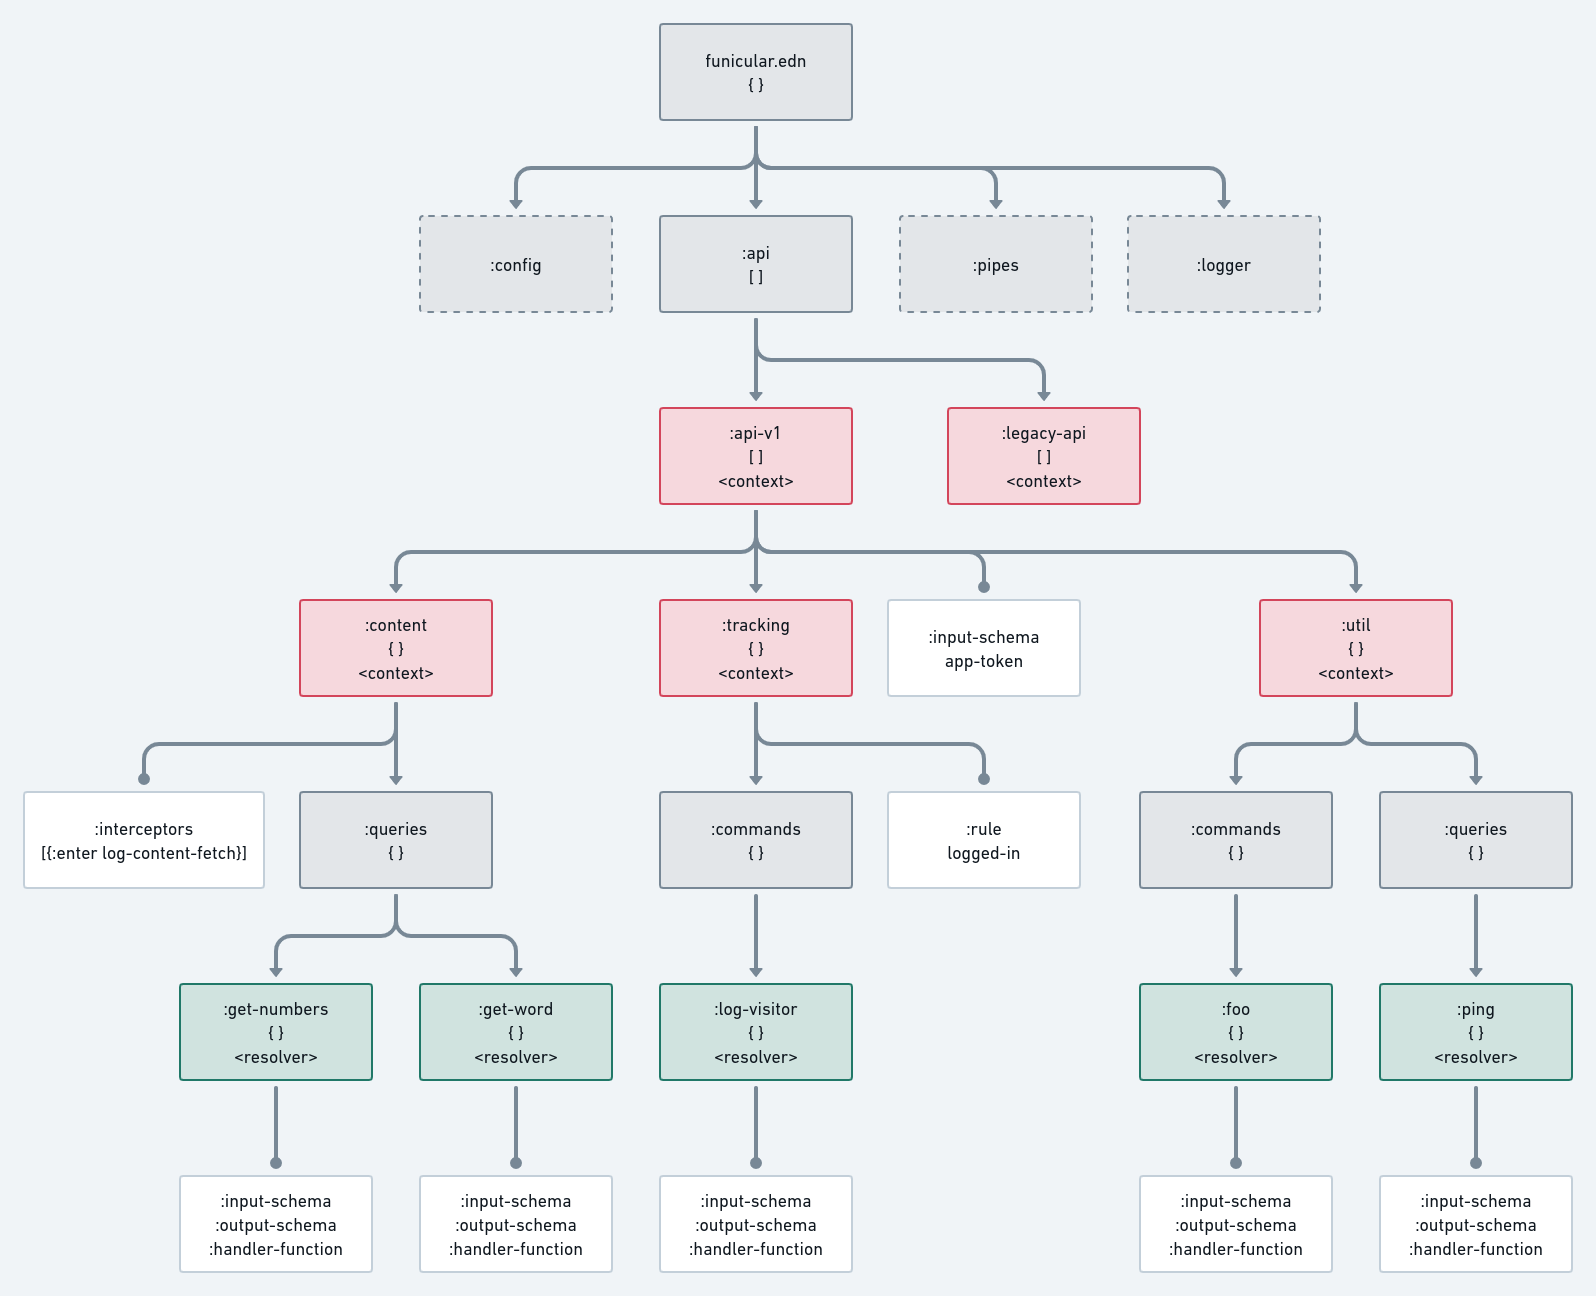 funicular.edn
{ }
:config
:api
[ ]
:pipes
:logger
:api-v1
[ ]
<context>
:legacy-api
[ ]
<context>
:content
{ }
<context>
:tracking
{ }
<context>
:input-schema
app-token
:util
{ }
<context>
:interceptors
[{:enter log-content-fetch}]
:queries
{ }
:commands
{ }
:rule
logged-in
:commands
{ }
:queries
{ }
:get-numbers
{ }
<resolver>
:get-word
{ }
<resolver>
:log-visitor
{ }
<resolver>
:foo
{ }
<resolver>
:ping
{ }
<resolver>
:input-schema
:output-schema
:handler-function
:input-schema
:output-schema
:handler-function
:input-schema
:output-schema
:handler-function
:input-schema
:output-schema
:handler-function
:input-schema
:output-schema
:handler-function